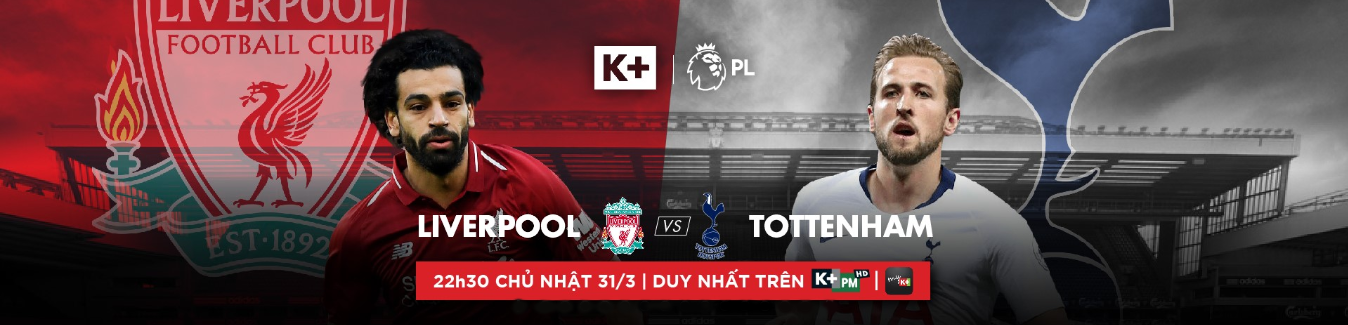 LIVERPOOL
FOOTBALL CLUB
EST·1892
K+ | PL
LIVERPOOL VS TOTTENHAM
22h30 CHỦ NHẬT 31/3 | DUY NHẤT TRÊN K+ PM HD |